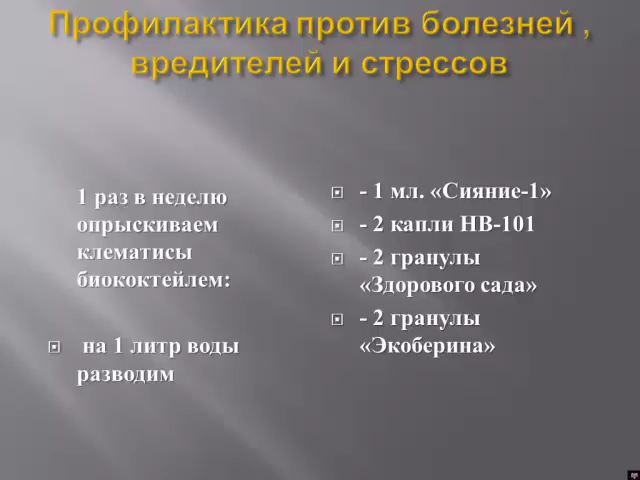 Профилактика против болезней ,
вредителей и стрессов
1 раз в неделю
опрыскиваем
клематисы
биококтейлем:
на 1 литр воды
разводим
- 1 мл. «Сияние-1»
- 2 капли НВ-101
- 2 гранулы
«Здорового сада»
- 2 гранулы
«Экоберина»